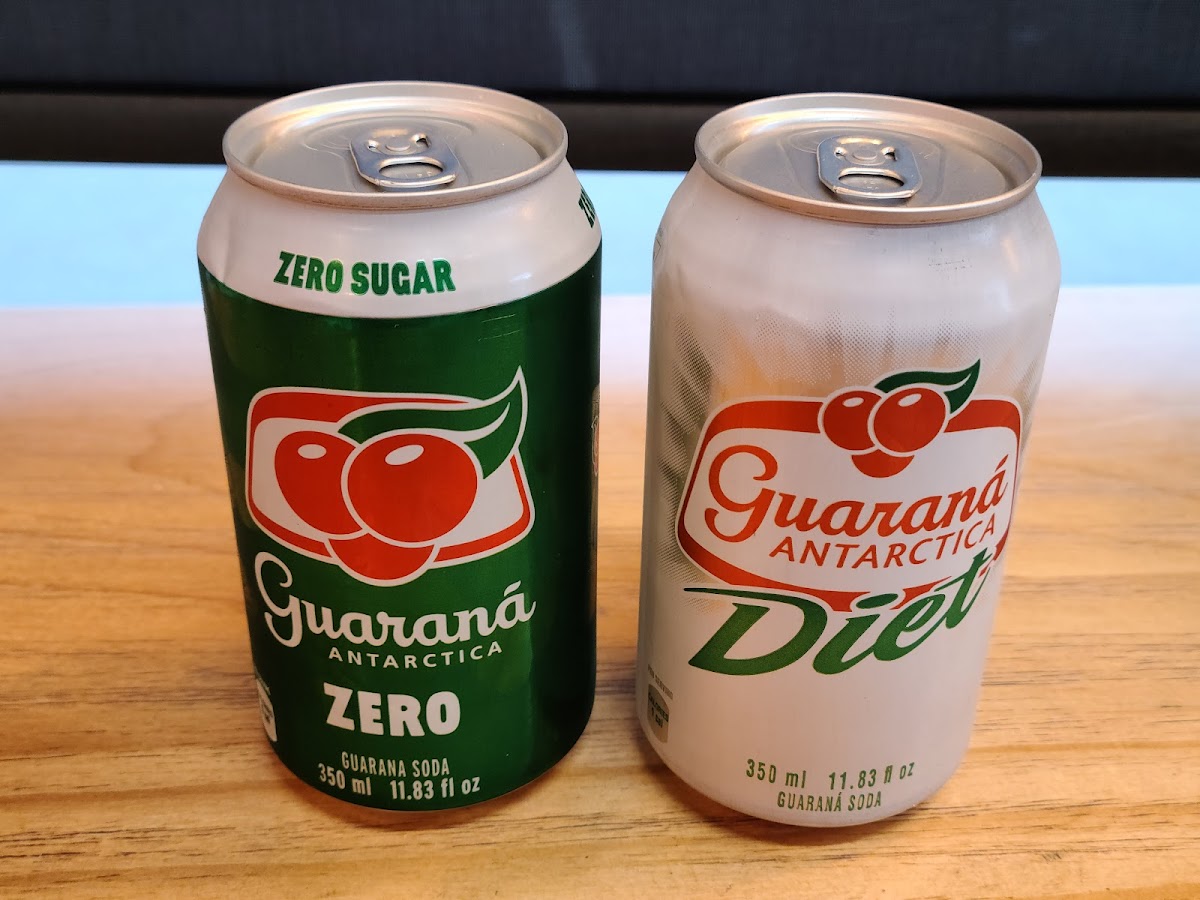 ZERO SUGAR
Guaraná
ANTARCTICA
ZERO
GUARANA SODA
350 ml 11.83 fl oz
Guaraná
ANTARCTICA
Diet
350 ml 11.83 fl oz
GUARANÁ SODA